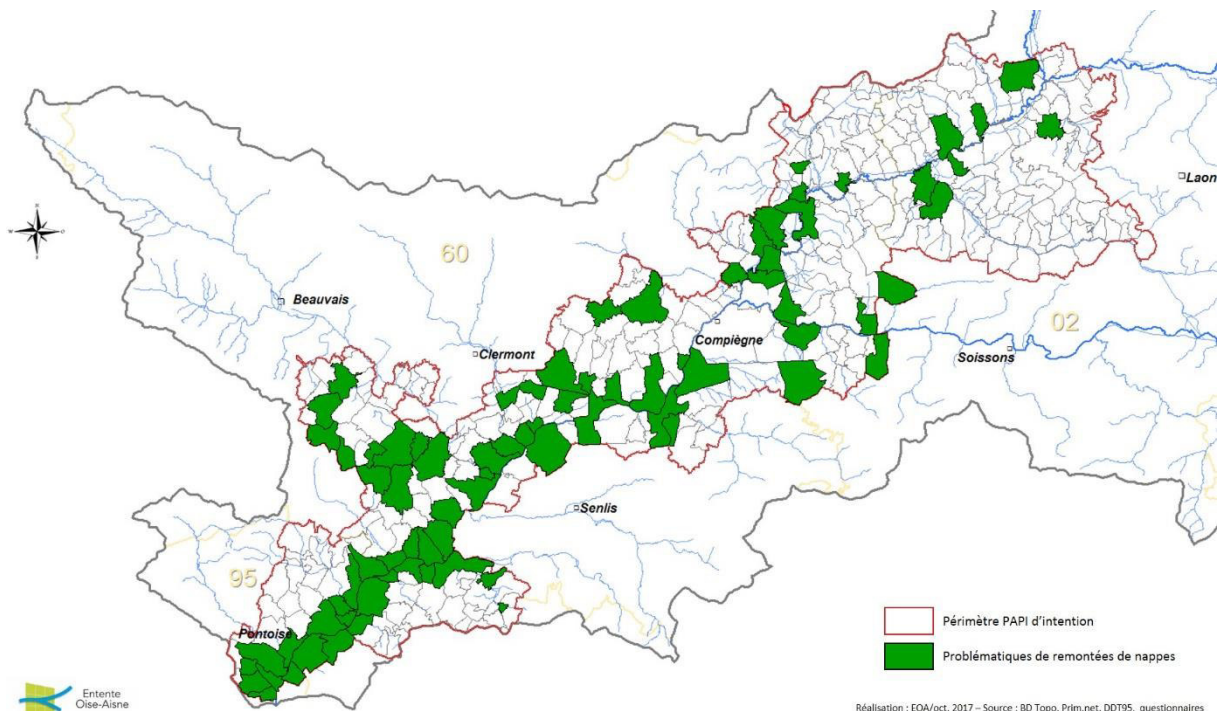 Laon
60
Beauvais
02
Compiègne
Clermont
Soissons
Senlis
95
Pontoise
Périmètre PAPI d'intention
Problématiques de remontées de nappes
Entente
Oise-Aisne
Réalisation : EOA/oct. 2017 – Source : BD Topo, Prim.net, DDT95, questionnaires